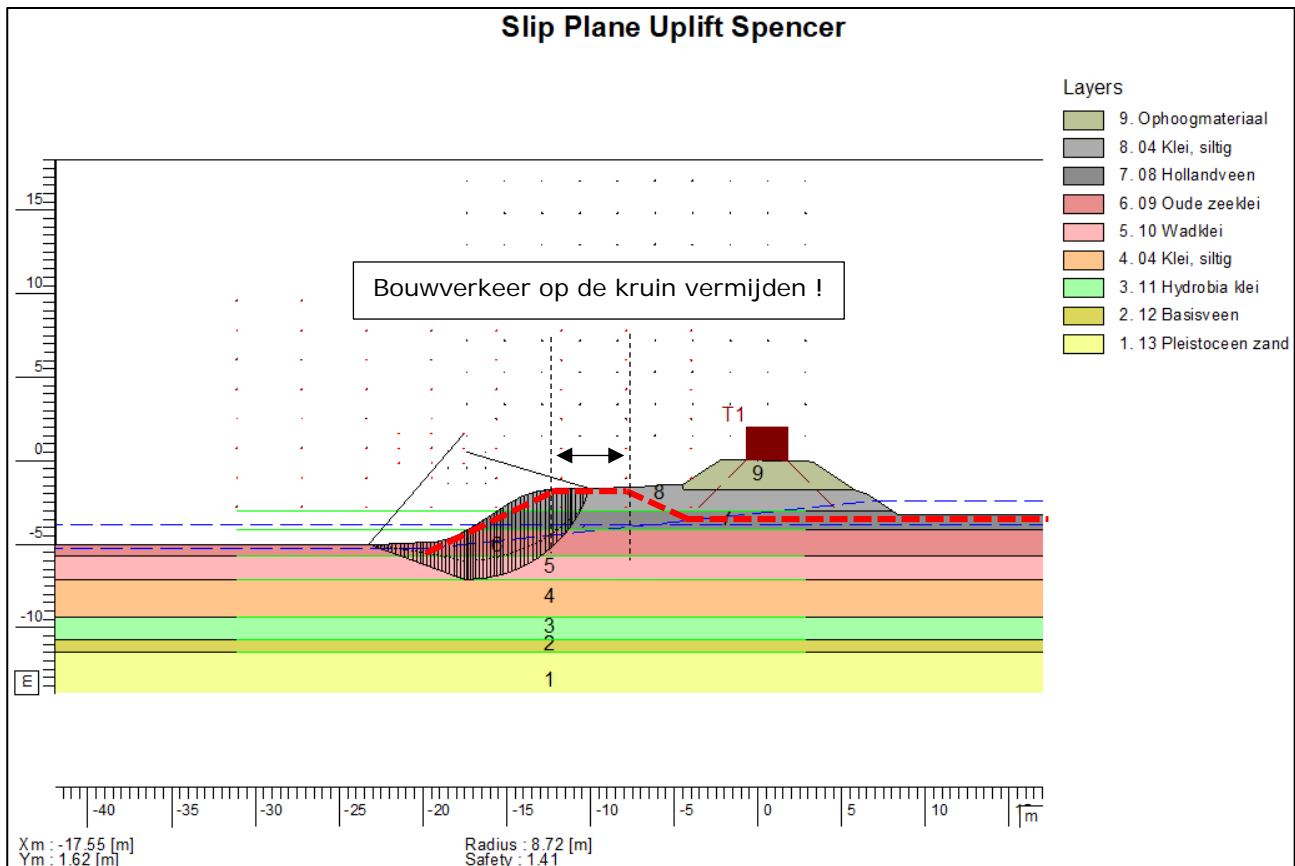 Slip Plane Uplift Spencer
Layers
9. Ophoogmateriaal
8. 04 Klei, siltig
7. 08 Hollandveen
6. 09 Oude zeeklei
5. 10 Wadklei
4. 04 Klei, siltig
3. 11 Hydrobia klei
2. 12 Basisveen
1. 13 Pleistoceen zand
15
10
Bouwverkeer op de kruin vermijden !
5
T1
0
9
8
7
-5
6
5
4
-10
3
2
m
1
-40 -35 -30 -25 -20 -15 -10 -5 0 5 10
m
Xm : -17.55 [m] Radius : 8.72 [m]
Ym : 1.62 [m] Safety : 1.41